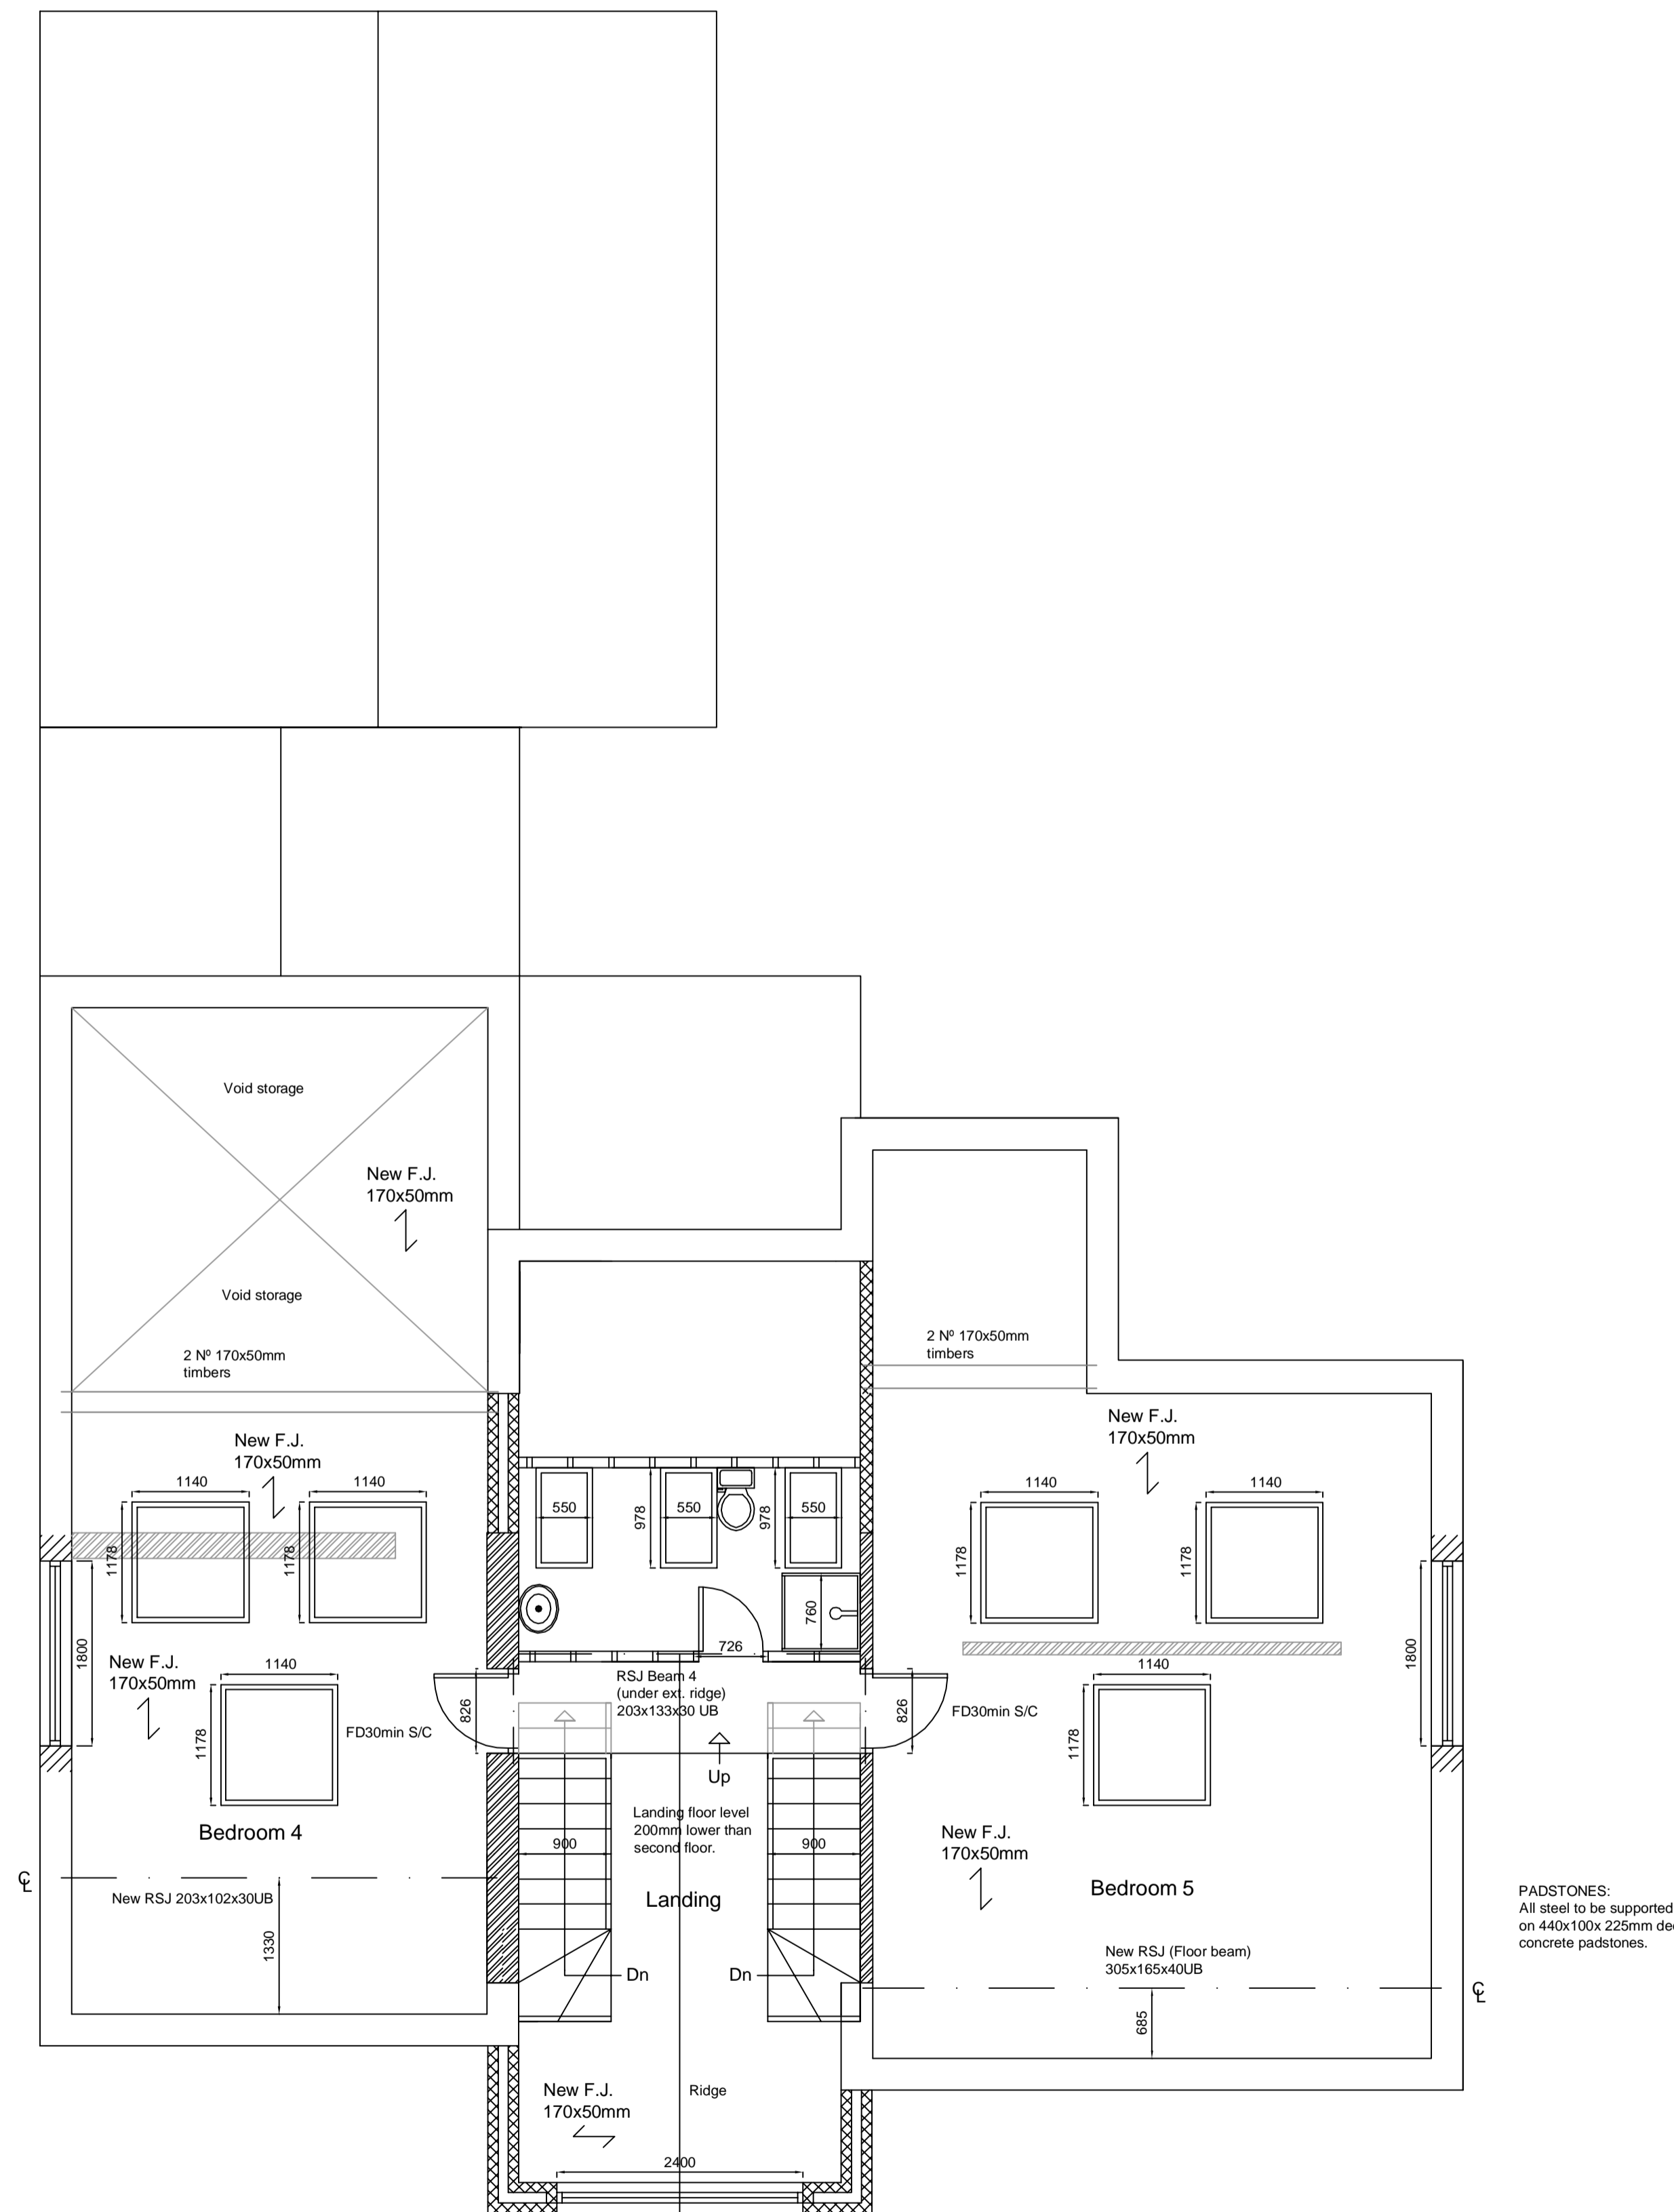 Void storage
New F.J.
170x50mm
Void storage
2 Nº 170x50mm
timbers
2 Nº 170x50mm
timbers
New F.J.
170x50mm
New F.J.
170x50mm
1140
1140
1140
1140
550
978
550
978
550
1178
1178
1178
1178
760
1800
1800
726
New F.J.
170x50mm
1140
1178
FD30min S/C
826
RSJ Beam 4
(under ext. ridge)
203x133x30 UB
826
FD30min S/C
1140
1178
Up
Landing floor level
200mm lower than
second floor.
900
900
Bedroom 4
New F.J.
170x50mm
Bedroom 5
Landing
CL
New RSJ 203x102x30UB
1330
PADSTONES:
All steel to be supported
on 440x100x 225mm
concrete padstones.
New RSJ (Floor beam)
305x165x40UB
Dn
Dn
CL
685
New F.J.
170x50mm
Ridge
2400